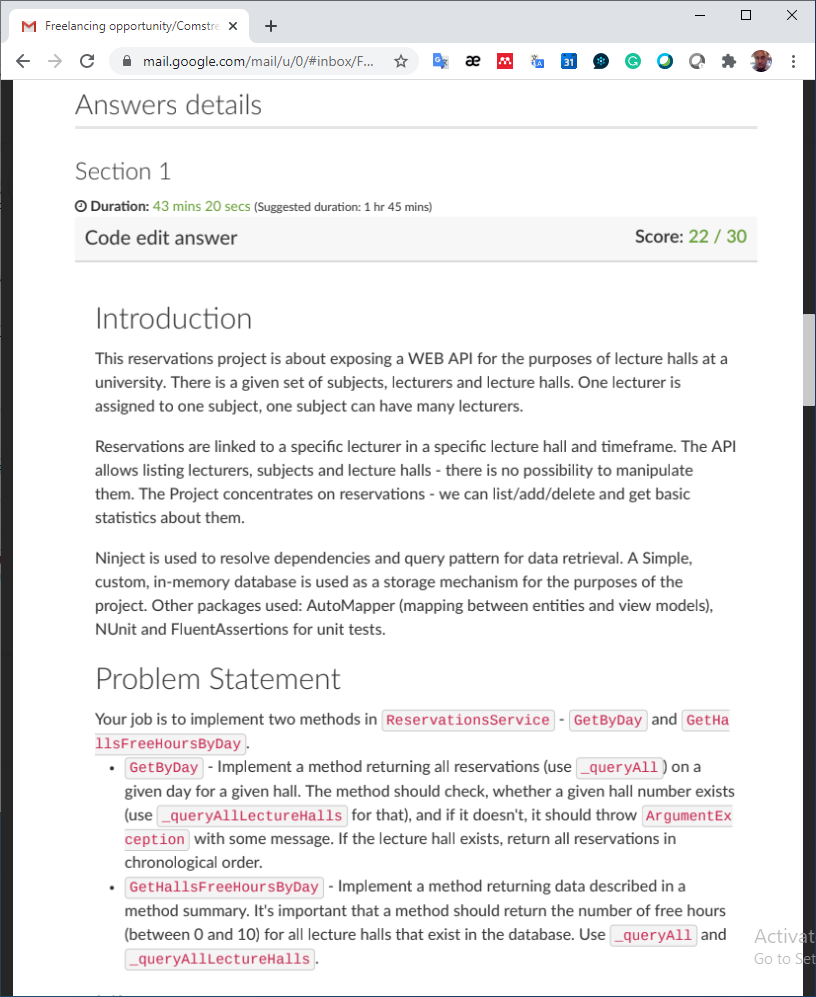 Freelancing opportunity/Comstre
mail.google.com/mail/u/0/#inbox/F...
æ
31
Answers details
Section 1
Duration: 43 mins 20 secs (Suggested duration: 1 hr 45 mins)
Code edit answer Score: 22 / 30
Introduction
This reservations project is about exposing a WEB API for the purposes of lecture halls at a
university. There is a given set of subjects, lecturers and lecture halls. One lecturer is
assigned to one subject, one subject can have many lecturers.
Reservations are linked to a specific lecturer in a specific lecture hall and timeframe. The API
allows listing lecturers, subjects and lecture halls - there is no possibility to manipulate
them. The Project concentrates on reservations - we can list/add/delete and get basic
statistics about them.
Ninject is used to resolve dependencies and query pattern for data retrieval. A Simple,
custom, in-memory database is used as a storage mechanism for the purposes of the
project. Other packages used: AutoMapper (mapping between entities and view models),
NUnit and FluentAssertions for unit tests.
Problem Statement
Your job is to implement two methods in ReservationsService - GetByDay and GetHa
llsFreeHoursByDay.
• GetByDay - Implement a method returning all reservations (use _queryAll) on a
given day for a given hall. The method should check, whether a given hall number exists
(use _queryAllLectureHalls for that), and if it doesn't, it should throw ArgumentEx
ception with some message. If the lecture hall exists, return all reservations in
chronological order.
• GetHallsFreeHoursByDay - Implement a method returning data described in a
method summary. It's important that a method should return the number of free hours
(between 0 and 10) for all lecture halls that exist in the database. Use _queryAll and
_queryAllLectureHalls.
Activat
Go to Set